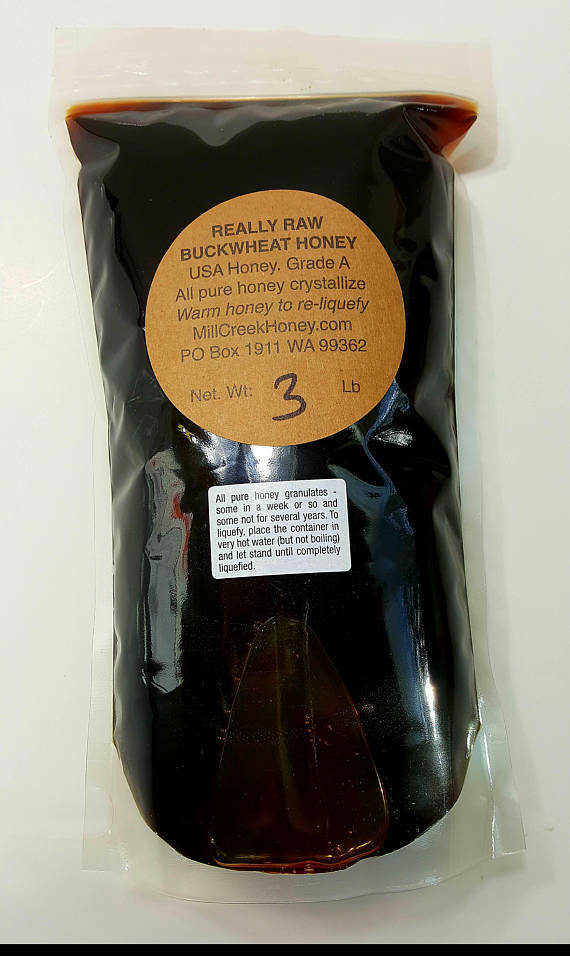 REALLY RAW
BUCKWHEAT HONEY
USA Honey. Grade A
All pure honey crystallize
Warm honey to re-liquefy
MillCreekHoney.com
PO Box 1911 WA 99362
Net. Wt: 3 Lb
All pure honey granulates -
some in a week or so and
some not for several years. To
liquefy, place the container in
very hot water (but not boiling)
and let stand until completely
liquefied.